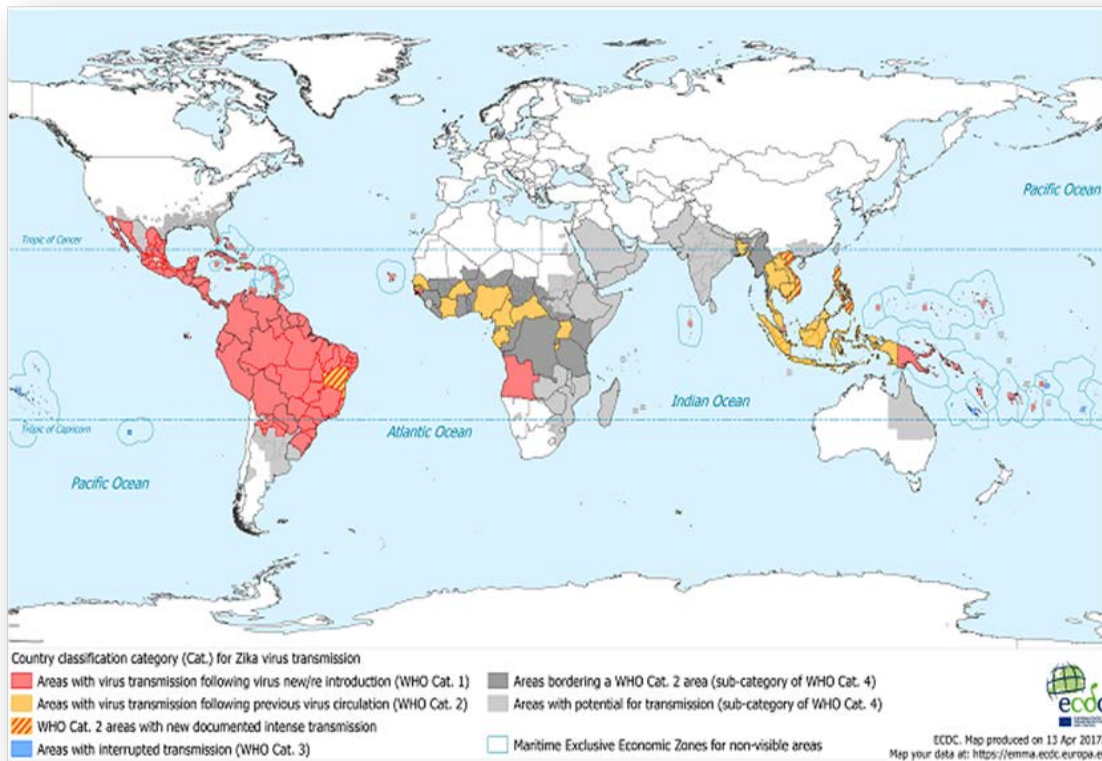 Pacific Ocean
Tropic of Cancer
Indian Ocean
Atlantic Ocean
Tropic of Capricorn
Pacific Ocean
Country classification category (Cat.) for Zika virus transmission
Areas with virus transmission following virus new/re introduction (WHO Cat. 1)
Areas with virus transmission following previous virus circulation (WHO Cat. 2)
WHO Cat. 2 areas with new documented intense transmission
Areas with interrupted transmission (WHO Cat. 3)
Areas bordering a WHO Cat. 2 area (sub-category of WHO Cat. 4)
Areas with potential for transmission (sub-category of WHO Cat. 4)
Maritime Exclusive Economic Zones for non-visible areas
ecdc
ECDC. Map produced on 13 Apr 2017
Map your data at: https://emma.ecdc.europa.e